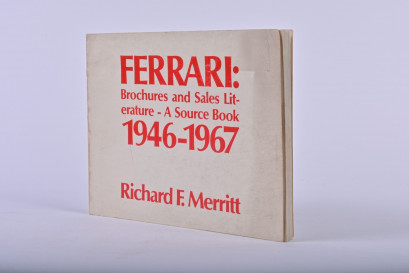 FERRARI:
Brochures and Sales Lit-
erature - A Source Book
1946-1967
Richard F. Merritt